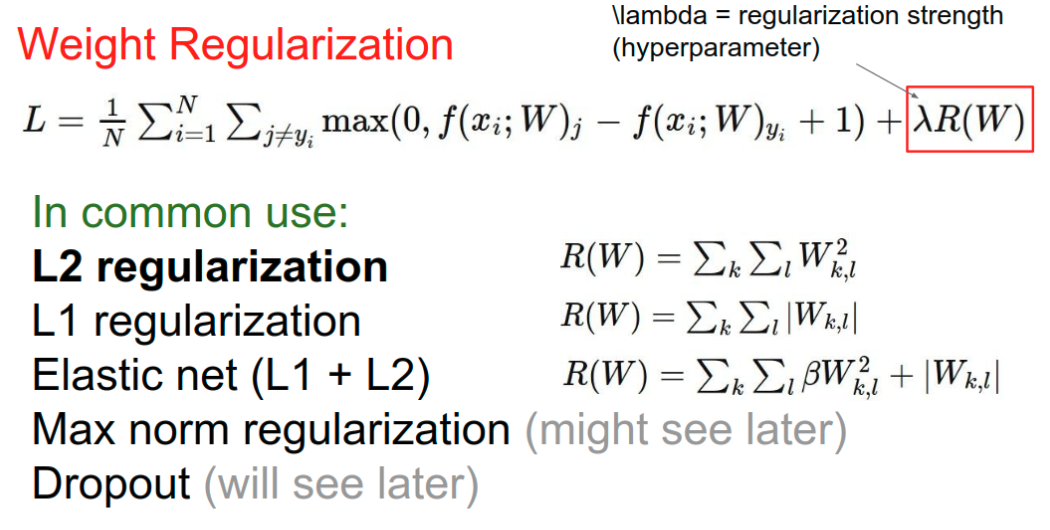 \lambda = regularization strength
(hyperparameter)
Weight Regularization
$L = \frac{1}{N} \sum_{i=1}^{N} \sum_{j \neq y_i} \max(0, f(x_i; W)_j - f(x_i; W)_{y_i} + 1) + \lambda R(W)$
In common use:
L2 regularization $R(W) = \sum_k \sum_l W_{k,l}^2$
L1 regularization $R(W) = \sum_k \sum_l |W_{k,l}|$
Elastic net (L1 + L2) $R(W) = \sum_k \sum_l \beta W_{k,l}^2 + |W_{k,l}|$
Max norm regularization (might see later)
Dropout (will see later)